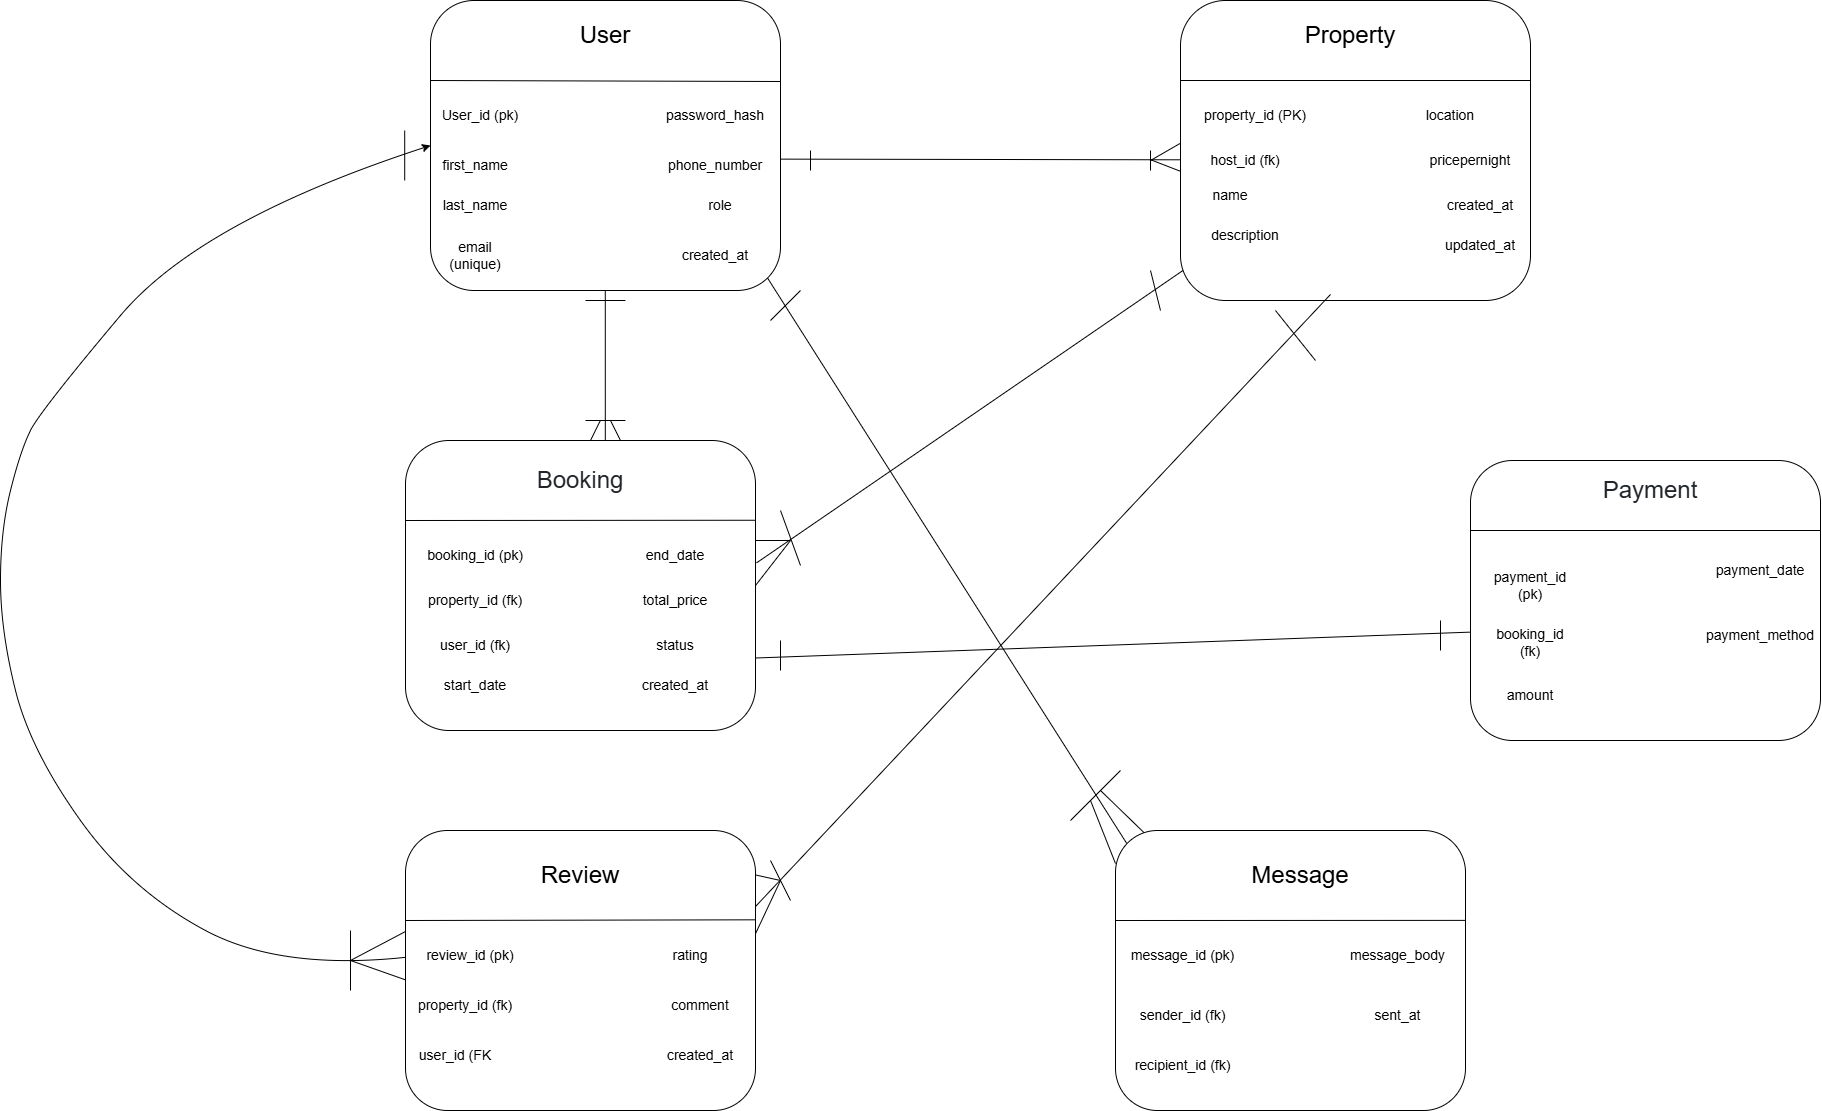 User
User_id (pk)
password_hash
first_name
phone_number
last_name
role
email
(unique)
created_at
Property
property_id (PK)
location
host_id (fk)
pricepernight
name
created_at
description
updated_at
Booking
booking_id (pk)
end_date
property_id (fk)
total_price
user_id (fk)
status
start_date
created_at
Payment
payment_id
(pk)
payment_date
booking_id
(fk)
payment_method
amount
Review
review_id (pk)
rating
property_id (fk)
comment
user_id (FK
created_at
Message
message_id (pk)
message_body
sender_id (fk)
sent_at
recipient_id (fk)